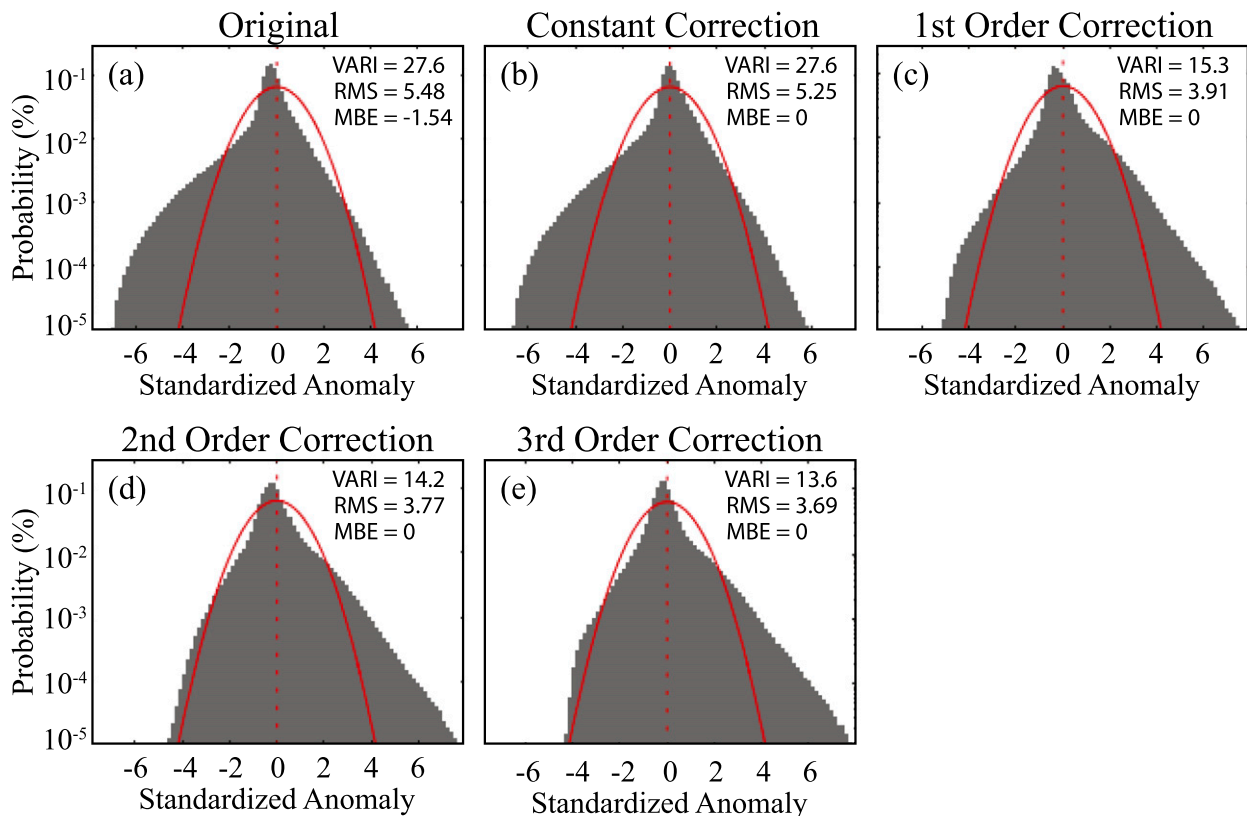 Original
Constant Correction
1st Order Correction
(a)
VARI = 27.6
RMS = 5.48
MBE = -1.54
(b)
VARI = 27.6
RMS = 5.25
MBE = 0
(c)
VARI = 15.3
RMS = 3.91
MBE = 0
Probability (%)
10-1
10-2
10-3
10-4
10-5
-6 -4 -2 0 2 4 6
-6 -4 -2 0 2 4 6
-6 -4 -2 0 2 4 6
Standardized Anomaly
Standardized Anomaly
Standardized Anomaly
2nd Order Correction
3rd Order Correction
(d)
VARI = 14.2
RMS = 3.77
MBE = 0
(e)
VARI = 13.6
RMS = 3.69
MBE = 0
Probability (%)
10-1
10-2
10-3
10-4
10-5
-6 -4 -2 0 2 4 6
-6 -4 -2 0 2 4 6
Standardized Anomaly
Standardized Anomaly